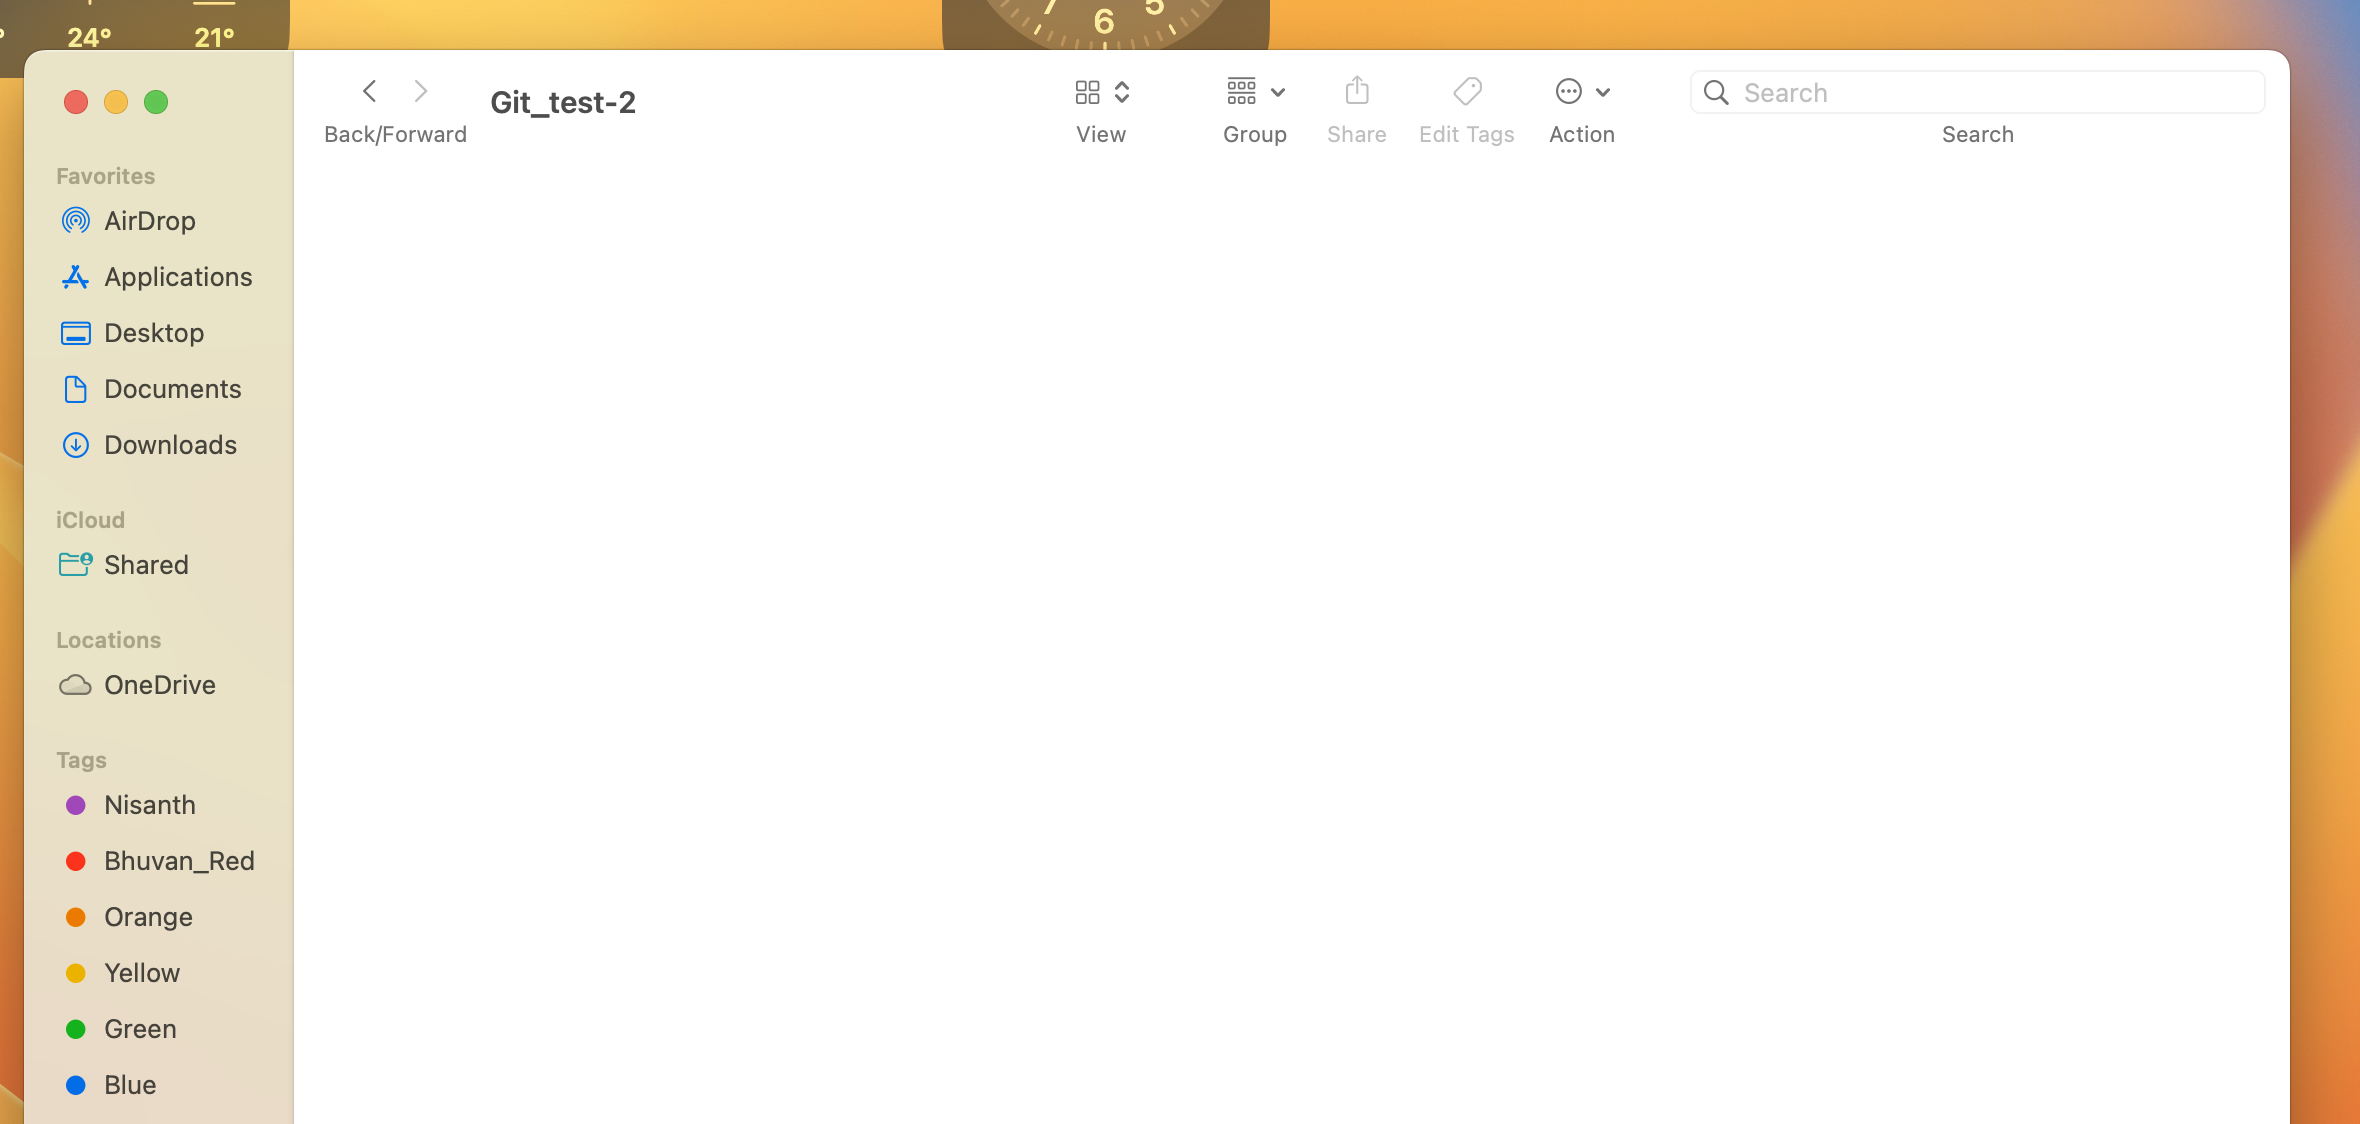 24° 21°
7 6 5
Git_test-2
Back/Forward
View
Group
Share
Edit Tags
Action
Search
Search
Favorites
AirDrop
Applications
Desktop
Documents
Downloads
iCloud
Shared
Locations
OneDrive
Tags
Nisanth
Bhuvan_Red
Orange
Yellow
Green
Blue